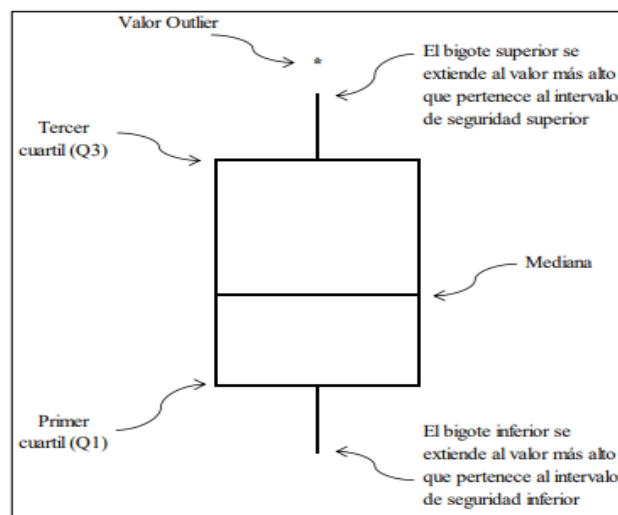 Valor Outlier
*
El bigote superior se
extiende al valor más alto
que pertenece al intervalo
de seguridad superior
Tercer
cuartil (Q3)
Mediana
Primer
cuartil (Q1)
El bigote inferior se
extiende al valor más alto
que pertenece al intervalo
de seguridad inferior